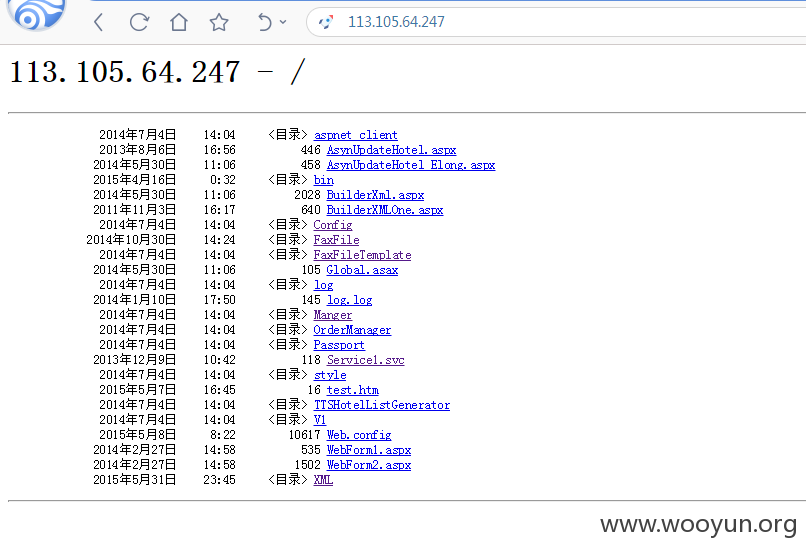 113.105.64.247
113.105.64.247 - /
2014年7月4日 14:04 <目录> aspnet_client
2013年8月6日 16:56 446 AsynUpdateHotel.aspx
2014年5月30日 11:06 458 AsynUpdateHotel_Elong.aspx
2015年4月16日 0:32 <目录> bin
2014年5月30日 11:06 2028 BuilderXml.aspx
2011年11月3日 16:17 640 BuilderXMLOne.aspx
2014年7月4日 14:04 <目录> Config
2014年10月30日 14:24 <目录> FaxFile
2014年7月4日 14:04 <目录> FaxFileTemplate
2014年5月30日 11:06 105 Global.asax
2014年7月4日 14:04 <目录> log
2014年1月10日 17:50 145 log.log
2014年7月4日 14:04 <目录> Manger
2014年7月4日 14:04 <目录> OrderManager
2014年7月4日 14:04 <目录> Passport
2013年12月9日 10:42 118 Service1.svc
2014年7月4日 14:04 <目录> style
2015年5月7日 16:45 16 test.htm
2014年7月4日 14:04 <目录> TTSHotelListGenerator
2014年7月4日 14:04 <目录> V1
2015年5月8日 8:22 10617 Web.config
2014年2月27日 14:58 535 WebForm1.aspx
2014年2月27日 14:58 1502 WebForm2.aspx
2015年5月31日 23:45 <目录> XML
www.wooyun.org